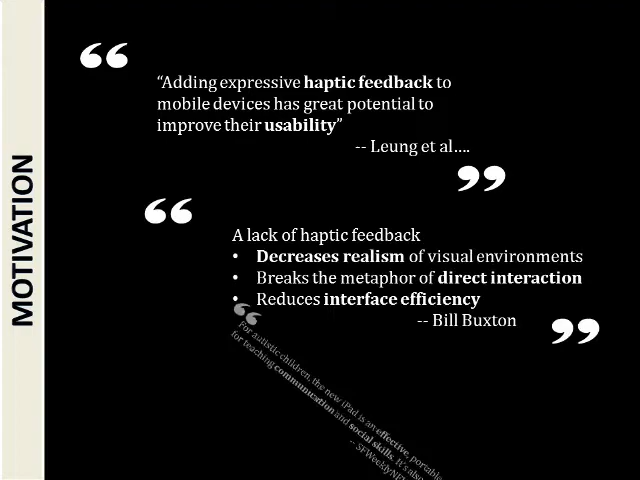 MOTIVATION
“Adding expressive haptic feedback to
mobile devices has great potential to
improve their usability”
-- Leung et al….
A lack of haptic feedback
• Decreases realism of visual environments
• Breaks the metaphor of direct interaction
• Reduces interface efficiency
-- Bill Buxton
For autistic children, the new iPad is an effective, portable
for teaching communication and social skills. It's also
-- SFWeekly